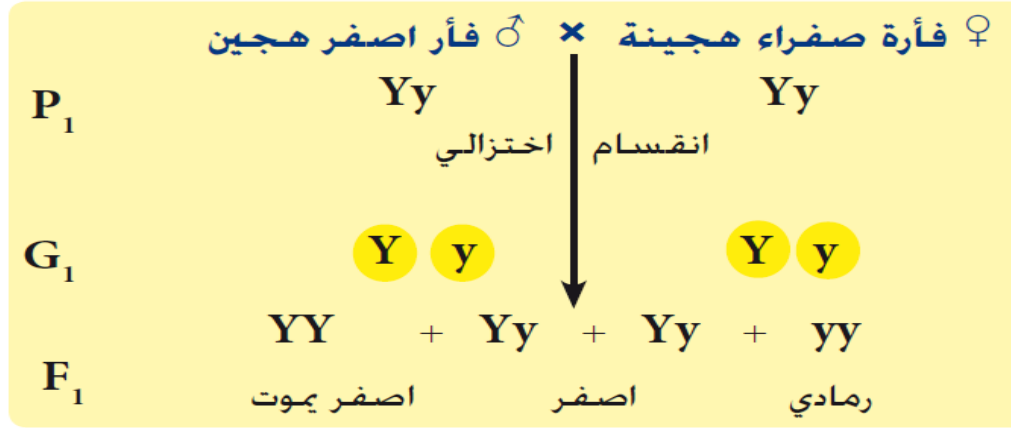 ♀ فأرة صفراء هجينة × ♂ فأر اصفر هجين
P1 Yy Yy
انقسام اختزالي
G1 Y y Y y
YY + Yy + Yy + yy
F1 اصفر يموت اصفر رمادي